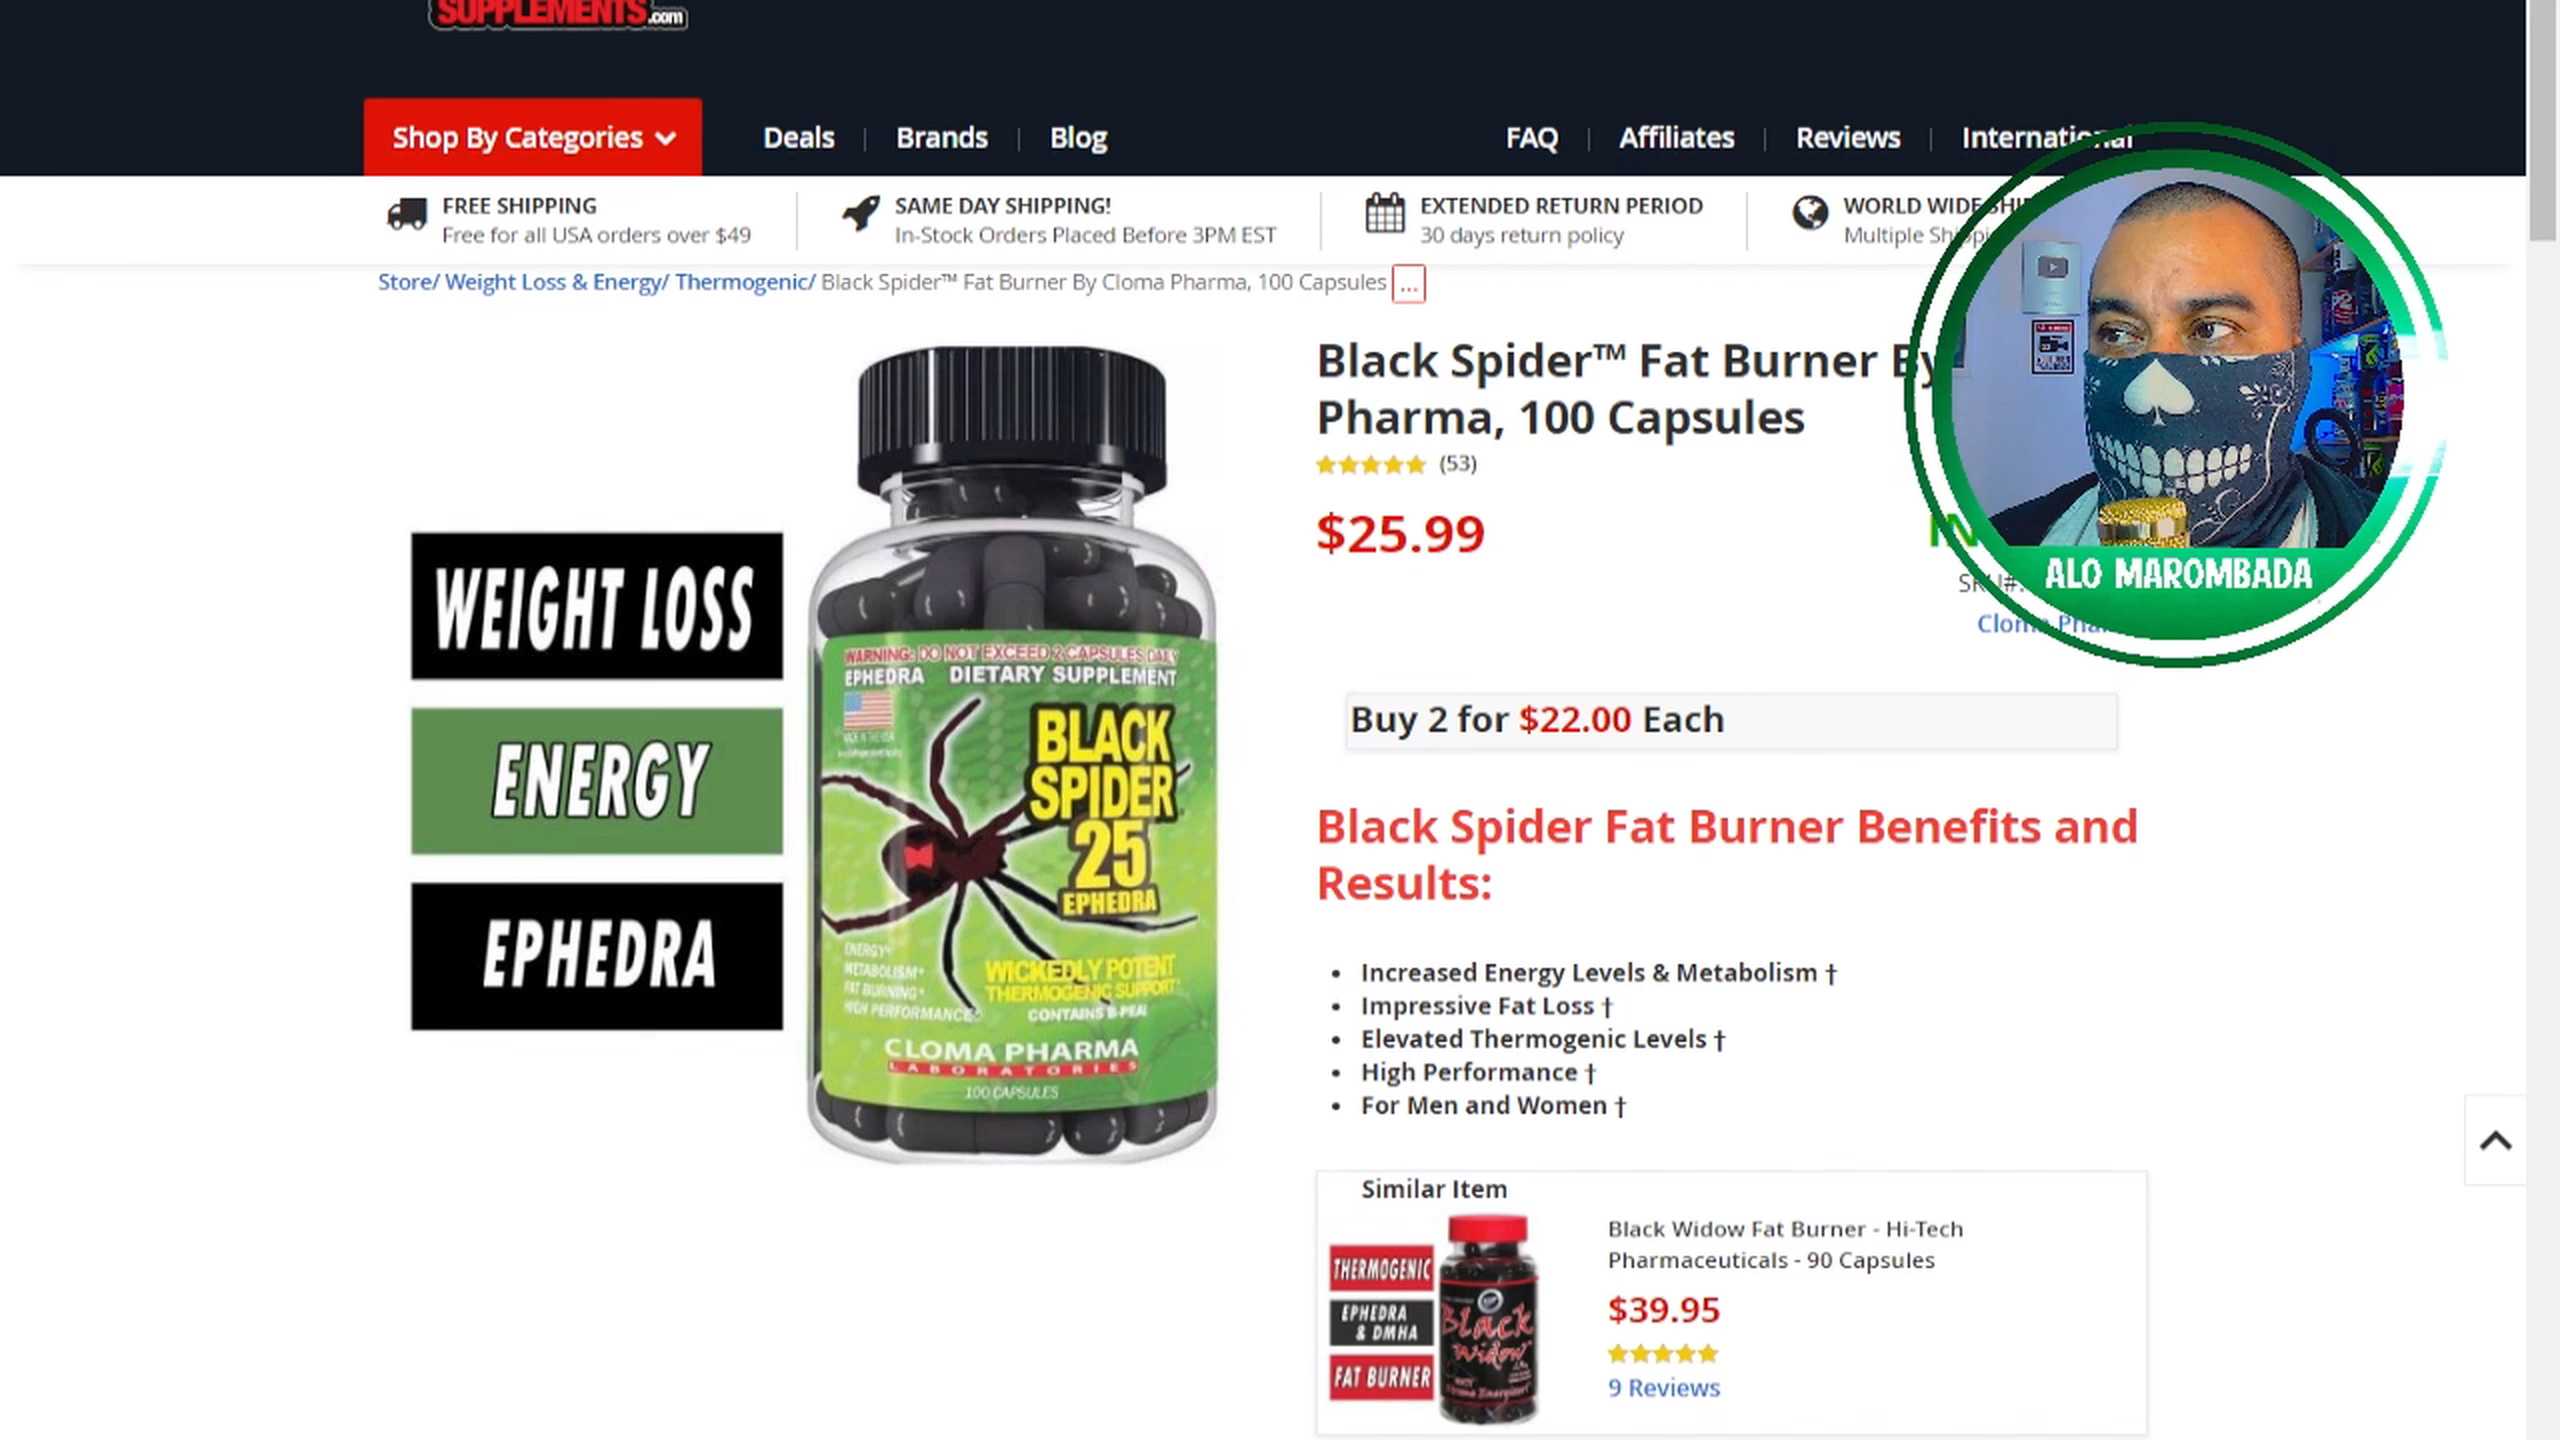 SUPPLEMENTS.com
Shop By Categories
Deals
Brands
Blog
FAQ
Affiliates
Reviews
International
FREE SHIPPING
Free for all USA orders over $49
SAME DAY SHIPPING!
In-Stock Orders Placed Before 3PM EST
EXTENDED RETURN PERIOD
30 days return policy
WORLD WIDE
Multiple
Store/ Weight Loss & Energy/ Thermogenic/ Black Spider™ Fat Burner By Cloma Pharma, 100 Capsules ...
Black Spider™ Fat Burner By
Pharma, 100 Capsules
(53)
$25.99
ALO MAROMBADA
Buy 2 for $22.00 Each
WEIGHT LOSS
ENERGY
EPHEDRA
WARNING: DO NOT EXCEED 2 CAPSULES DAILY
EPHEDRA DIETARY SUPPLEMENT
BLACK
SPIDER
25
EPHEDRA
ENERGY*
METABOLISM*
FAT BURNING*
HIGH PERFORMANCE*
WICKEDLY POTENT
THERMOGENIC SUPPORT*
CLOMA PHARMA
LABORATORIES
100 CAPSULES
Black Spider Fat Burner Benefits and
Results:
• Increased Energy Levels & Metabolism †
• Impressive Fat Loss †
• Elevated Thermogenic Levels †
• High Performance †
• For Men and Women †
Similar Item
THERMOGENIC
EPHEDRA
& DMHA
FAT BURNER
Black
Widow
Black Widow Fat Burner - Hi-Tech
Pharmaceuticals - 90 Capsules
$39.95
9 Reviews